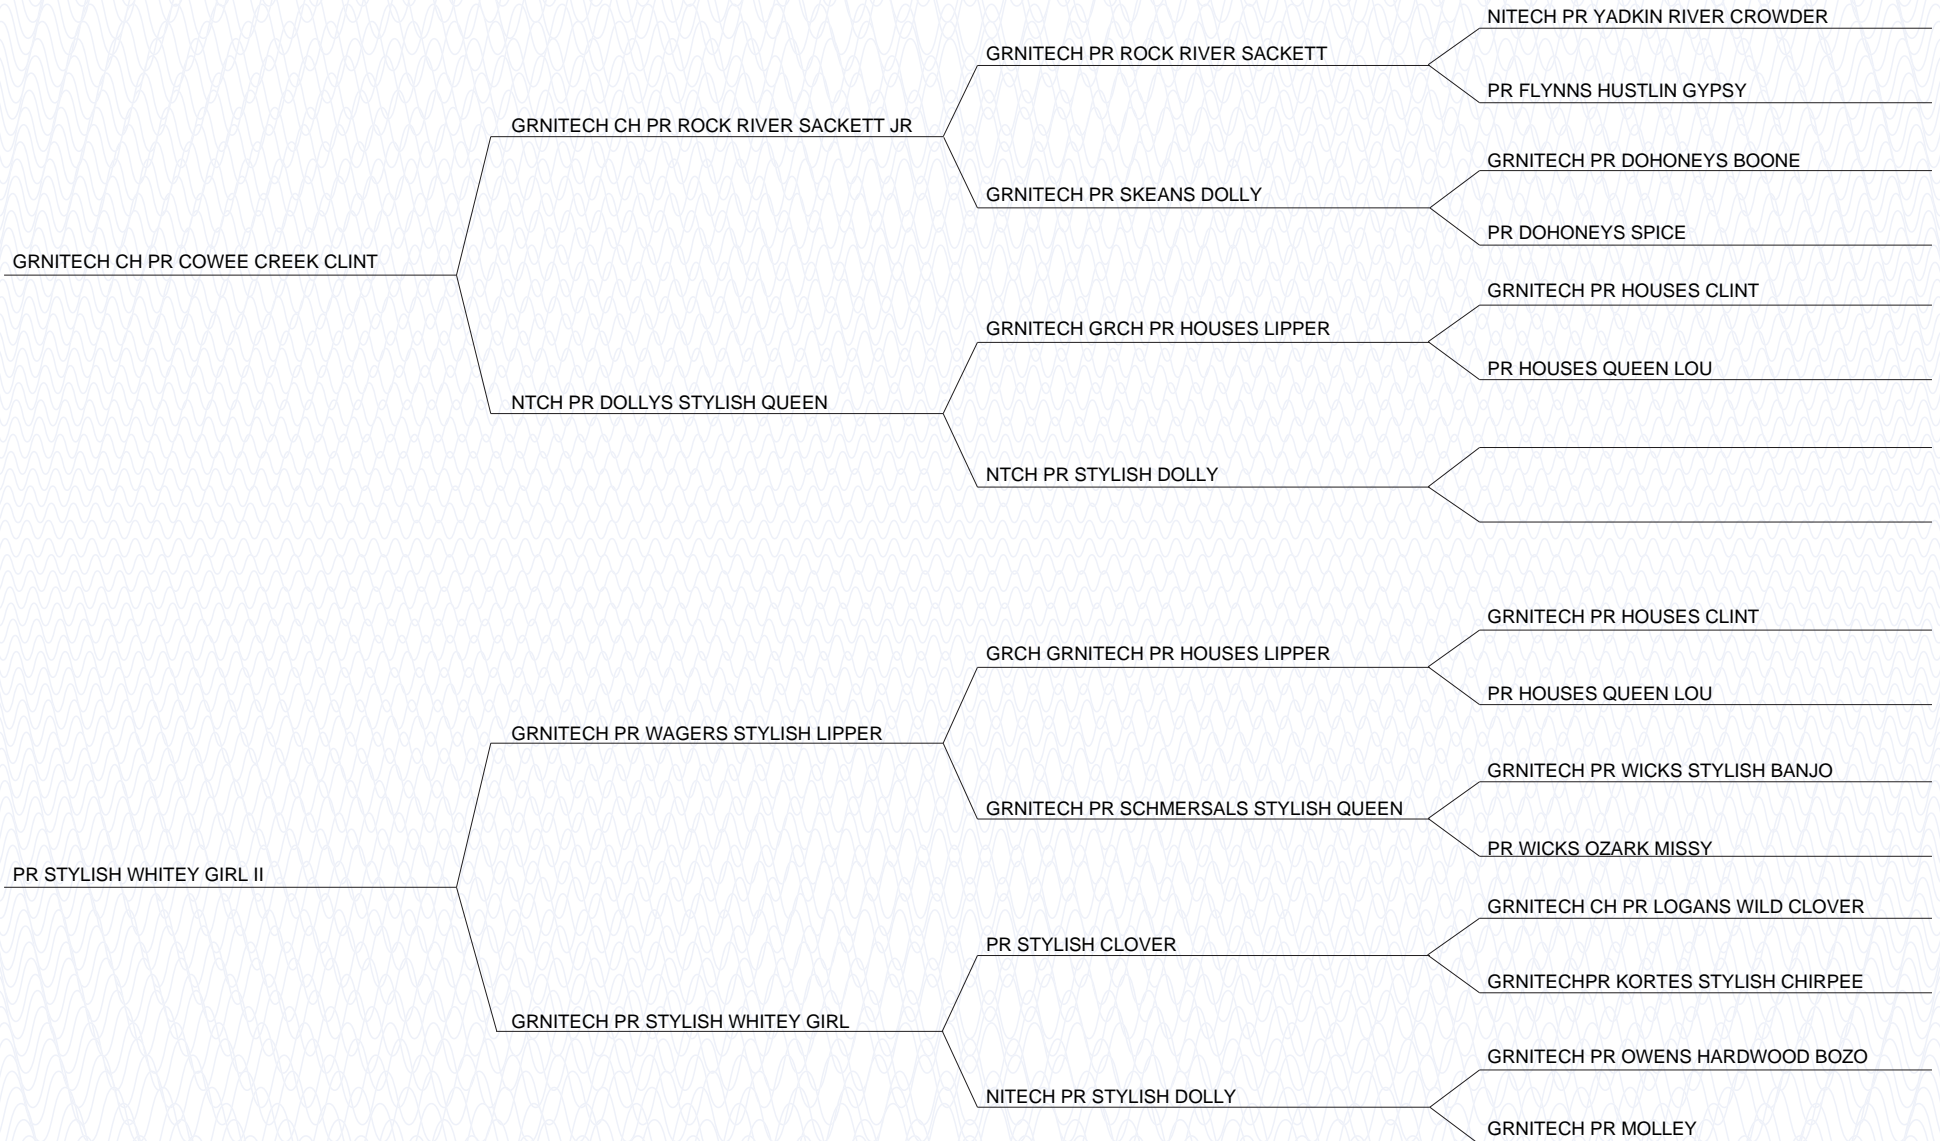 NITECH PR YADKIN RIVER CROWDER
GRNITECH PR ROCK RIVER SACKETT
PR FLYNNS HUSTLIN GYPSY
GRNITECH CH PR ROCK RIVER SACKETT JR
GRNITECH PR DOHONEYS BOONE
GRNITECH PR SKEANS DOLLY
PR DOHONEYS SPICE
GRNITECH CH PR COWEE CREEK CLINT
GRNITECH PR HOUSES CLINT
GRNITECH GRCH PR HOUSES LIPPER
PR HOUSES QUEEN LOU
NTCH PR DOLLYS STYLISH QUEEN
NTCH PR STYLISH DOLLY
GRNITECH PR HOUSES CLINT
GRCH GRNITECH PR HOUSES LIPPER
PR HOUSES QUEEN LOU
GRNITECH PR WAGERS STYLISH LIPPER
GRNITECH PR WICKS STYLISH BANJO
GRNITECH PR SCHMERSALS STYLISH QUEEN
PR WICKS OZARK MISSY
PR STYLISH WHITEY GIRL II
GRNITECH CH PR LOGANS WILD CLOVER
PR STYLISH CLOVER
GRNITECHPR KORTES STYLISH CHIRPEE
GRNITECH PR STYLISH WHITEY GIRL
GRNITECH PR OWENS HARDWOOD BOZO
NITECH PR STYLISH DOLLY
GRNITECH PR MOLLEY